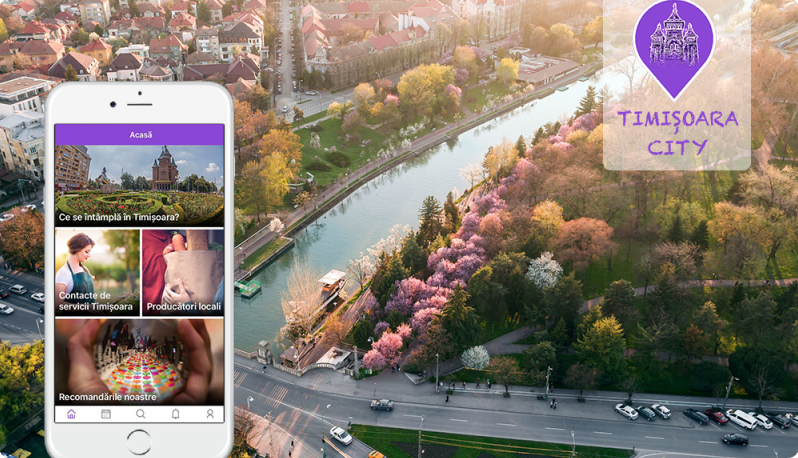 TIMIȘOARA
CITY
Acasă
Ce se întâmplă în Timișoara?
Contacte de
servicii Timișoara
Producători locali
Recomandările noastre